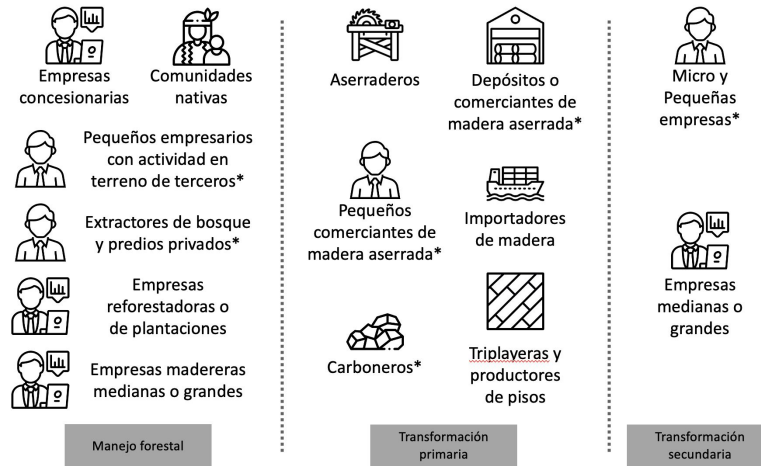 Empresas
concesionarias
Comunidades
nativas
Pequeños empresarios
con actividad en
terreno de terceros*
Extractores de bosque
y predios privados*
Empresas
reforestadoras o
de plantaciones
Empresas madereras
medianas o grandes
Manejo forestal
Aserraderos
Depósitos o
comerciantes de
madera aserrada*
Pequeños
comerciantes de
madera aserrada*
Importadores
de madera
Carboneros*
Triplayeras y
productores
de pisos
Transformación
primaria
Micro y
Pequeñas
empresas*
Empresas
medianas o
grandes
Transformación
secundaria